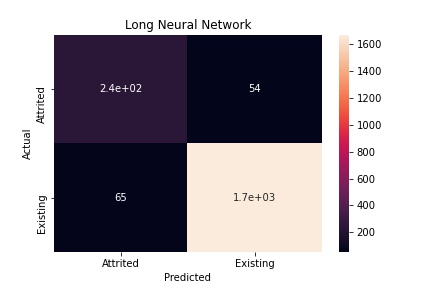 Long Neural Network
Actual
Attrited
Existing
2.4e+02 54
65 1.7e+03
Attrited Existing
Predicted
1600
1400
1200
1000
800
600
400
200